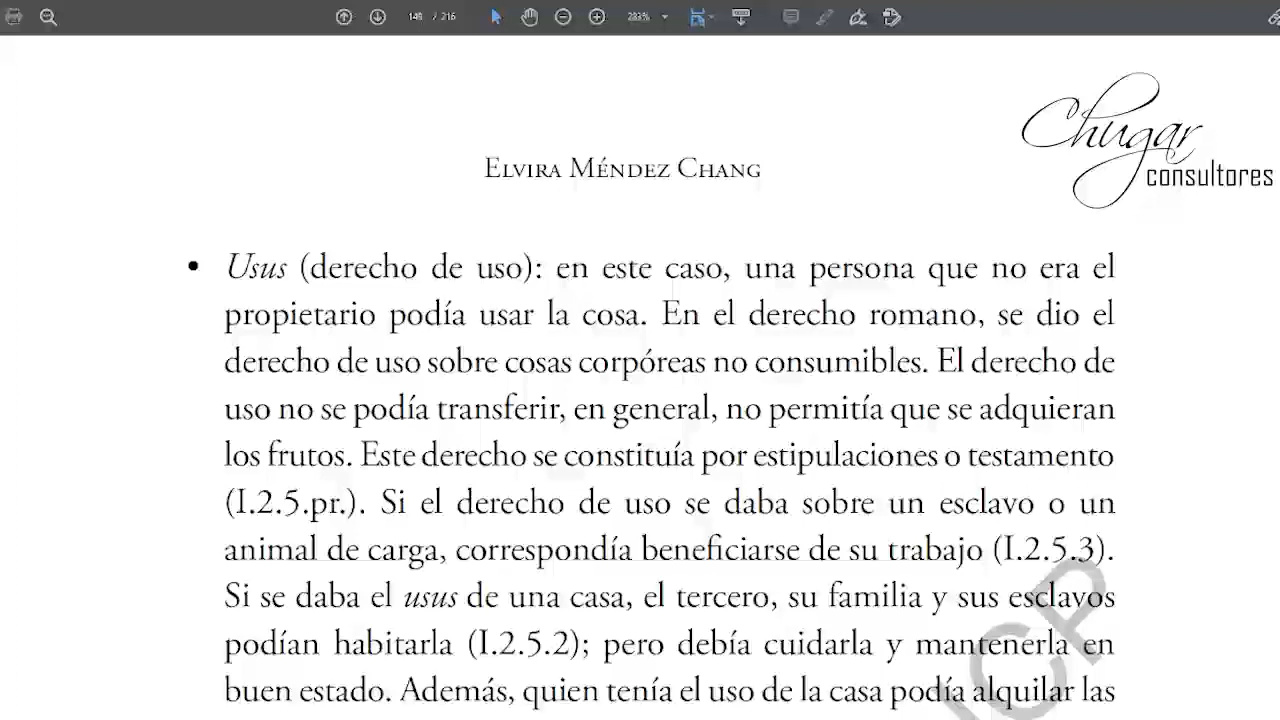 148 / 216
283%
Chugar
consultores
Elvira Méndez Chang
• Usus (derecho de uso): en este caso, una persona que no era el
propietario podía usar la cosa. En el derecho romano, se dio el
derecho de uso sobre cosas corpóreas no consumibles. El derecho de
uso no se podía transferir, en general, no permitía que se adquieran
los frutos. Este derecho se constituía por estipulaciones o testamento
(I.2.5.pr.). Si el derecho de uso se daba sobre un esclavo o un
animal de carga, correspondía beneficiarse de su trabajo (I.2.5.3).
Si se daba el usus de una casa, el tercero, su familia y sus esclavos
podían habitarla (I.2.5.2); pero debía cuidarla y mantenerla en
buen estado. Además, quien tenía el uso de la casa podía alquilar las